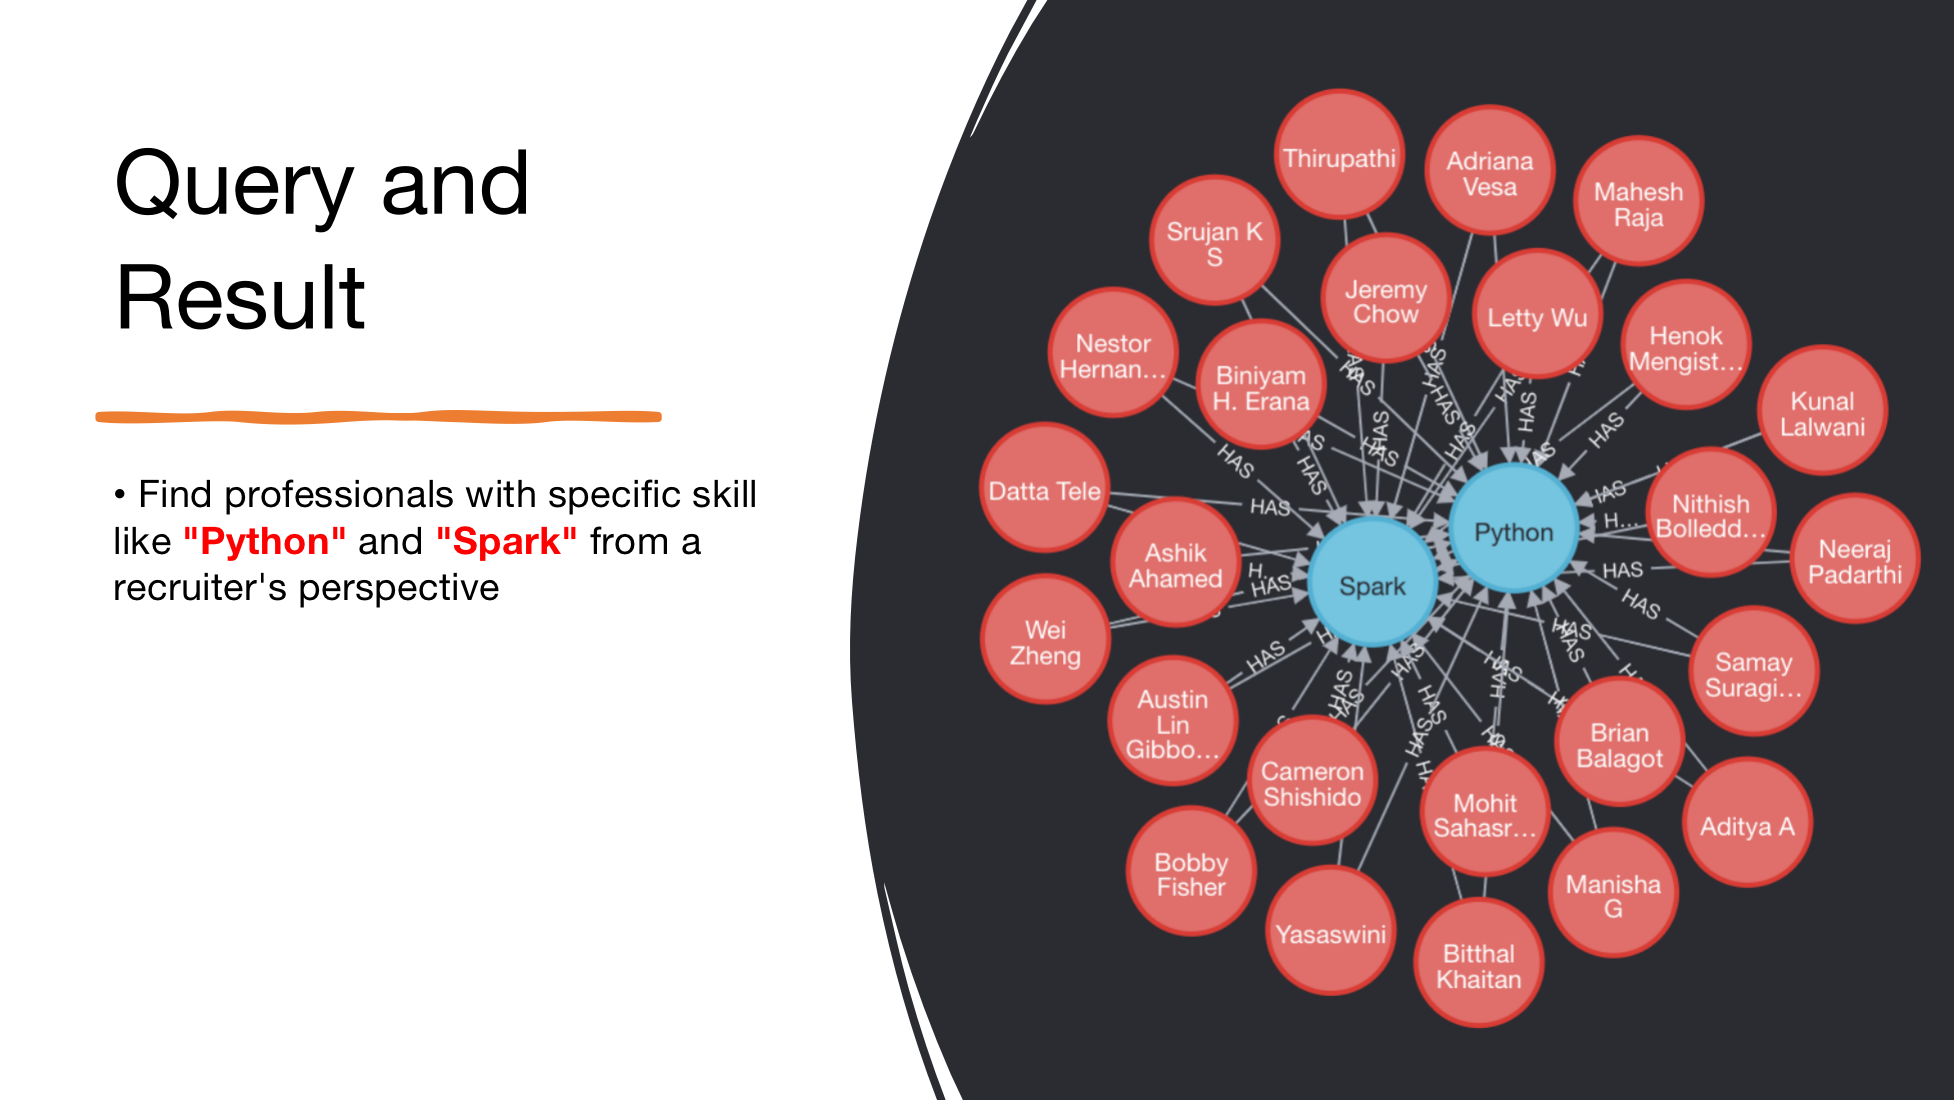 Query and
Result
• Find professionals with specific skill
like "Python" and "Spark" from a
recruiter's perspective
Thirupathi
Adriana
Vesa
Mahesh
Raja
Srujan K
S
Jeremy
Chow
Letty Wu
Henok
Mengist…
Nestor
Hernan…
Biniyam
H. Erana
Kunal
Lalwani
Datta Tele
Nithish
Bolledd…
Python
Spark
Ashik
Ahamed
Neeraj
Padarthi
Wei
Zheng
Samay
Suragi…
Austin
Lin
Gibbo…
Brian
Balagot
Cameron
Shishido
Mohit
Sahasr…
Aditya A
Bobby
Fisher
Manisha
G
Yasaswini
Bitthal
Khaitan
HAS
HAS
HAS
HAS
HAS
HAS
HAS
HAS
HAS
HAS
HAS
H…
HAS
HAS
HAS
HAS
HAS
HAS
HAS